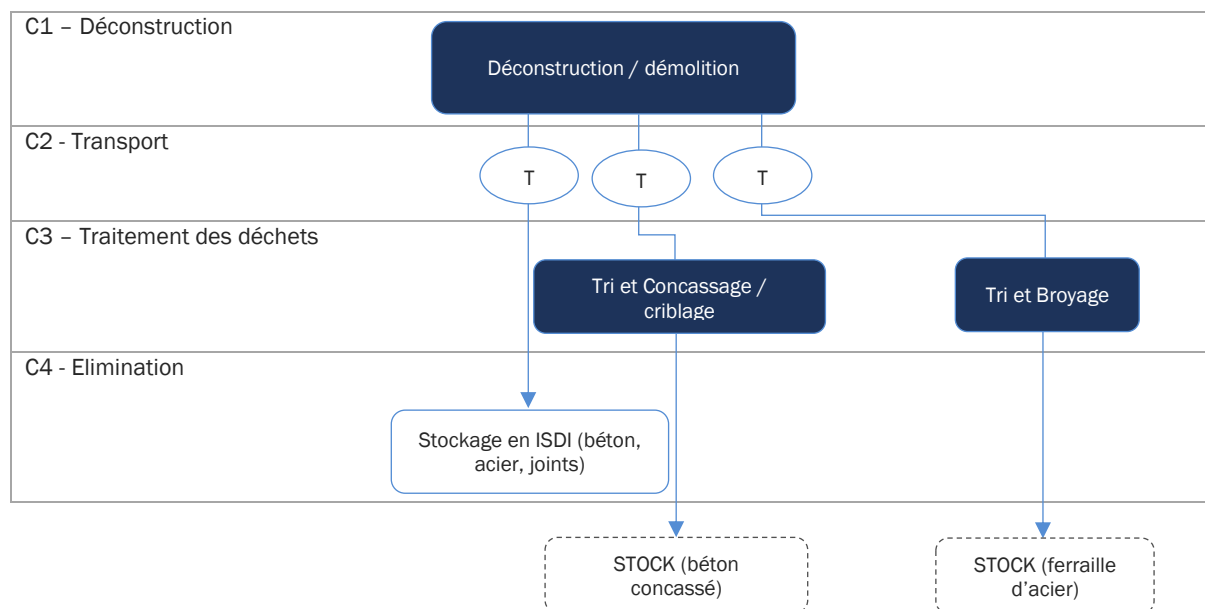 C1 – Déconstruction
Déconstruction / démolition
C2 - Transport
T
T
T
C3 – Traitement des déchets
Tri et Concassage /
criblage
Tri et Broyage
C4 - Elimination
Stockage en ISDI (béton,
acier, joints)
STOCK (béton
concassé)
STOCK (ferraille
d'acier)